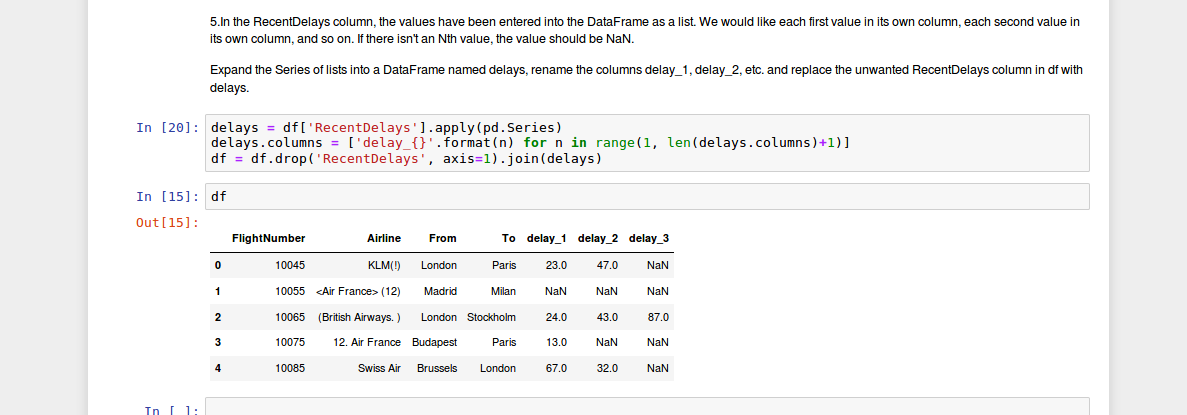 5.In the RecentDelays column, the values have been entered into the DataFrame as a list. We would like each first value in its own column, each second value in
its own column, and so on. If there isn't an Nth value, the value should be NaN.
Expand the Series of lists into a DataFrame named delays, rename the columns delay_1, delay_2, etc. and replace the unwanted RecentDelays column in df with
delays.
In [20]: delays = df['RecentDelays'].apply(pd.Series)
delays.columns = ['delay_{}'.format(n) for n in range(1, len(delays.columns)+1)]
df = df.drop('RecentDelays', axis=1).join(delays)
In [15]: df
Out[15]:
FlightNumber Airline From To delay_1 delay_2 delay_3
0 10045 KLM(!) London Paris 23.0 47.0 NaN
1 10055 <Air France> (12) Madrid Milan NaN NaN NaN
2 10065 (British Airways. ) London Stockholm 24.0 43.0 87.0
3 10075 12. Air France Budapest Paris 13.0 NaN NaN
4 10085 Swiss Air Brussels London 67.0 32.0 NaN
In [ ]: